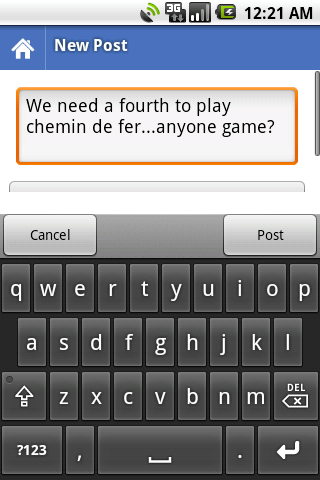 3G 12:21 AM
New Post
We need a fourth to play
chemin de fer...anyone game?
Cancel Post
q w e r t y u i o p
a s d f g h j k l
z x c v b n m DEL
?123 , .